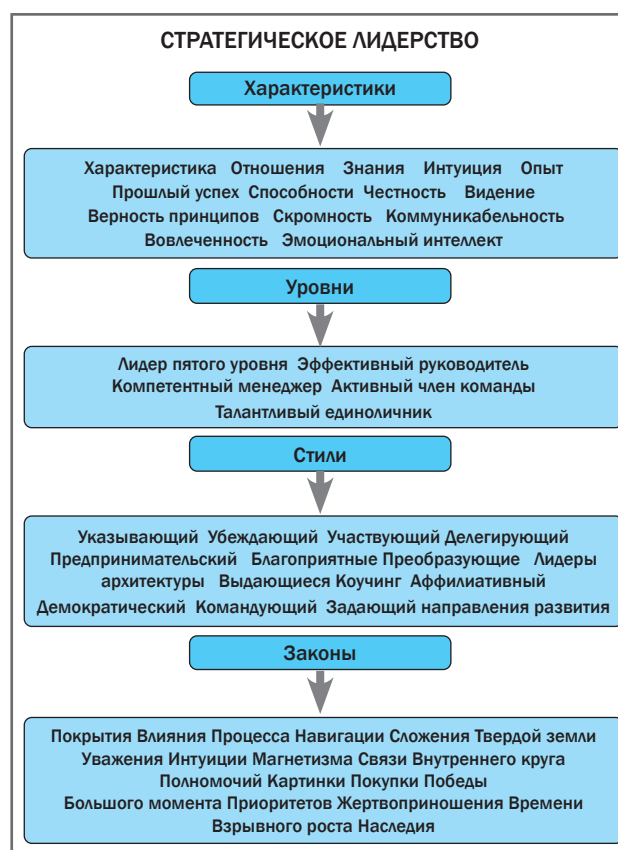 СТРАТЕГИЧЕСКОЕ ЛИДЕРСТВО
Характеристики
Характеристика Отношения Знания Интуиция Опыт
Прошлый успех Способности Честность Видение
Верность принципов Скромность Коммуникабельность
Вовлеченность Эмоциональный интеллект
Уровни
Лидер пятого уровня Эффективный руководитель
Компетентный менеджер Активный член команды
Талантливый единоличник
Стили
Указывающий Убеждающий Участвующий Делегирующий
Предпринимательский Благоприятные Преобразующие Лидеры
архитектуры Выдающиеся Коучинг Аффилиативный
Демократический Командующий Задающий направления развития
Законы
Покрытия Влияния Процесса Навигации Сложения Твердой земли
Уважения Интуиции Магнетизма Связи Внутреннего круга
Полномочий Картинки Покупки Победы
Большого момента Приоритетов Жертвоприношения Времени
Взрывного роста Наследия